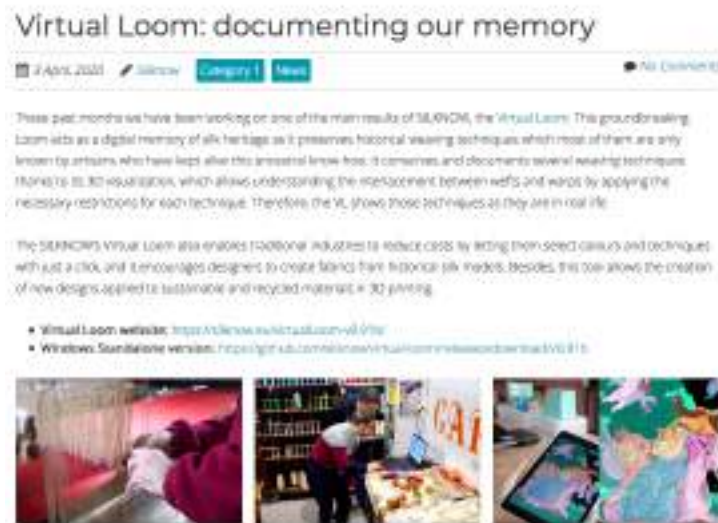 Virtual Loom: documenting our memory
3 April, 2020 Silknow Category 1 News No Comments
These past months we have been working on one of the main results of SILKNOW, the Virtual Loom. This groundbreaking
Loom acts as a digital memory of silk heritage as it preserves historical weaving techniques which most of them are only
known by artisans who have kept alive this ancestral know-how. It conserves and documents several weaving techniques
thanks to its 3D visualization, which allows understanding the interlacement between wefts and warps by applying the
necessary restrictions for each technique. Therefore, the VL shows those techniques as they are in real life.
The SILKNOW'S Virtual Loom also enables traditional industries to reduce costs by letting them select colours and techniques
with just a click, and it encourages designers to create fabrics from historical silk models. Besides, this tool allows the creation
of new designs applied to sustainable and recycled materials in 3D printing.
Virtual Loom website:
Windows Standalone version:
CAF